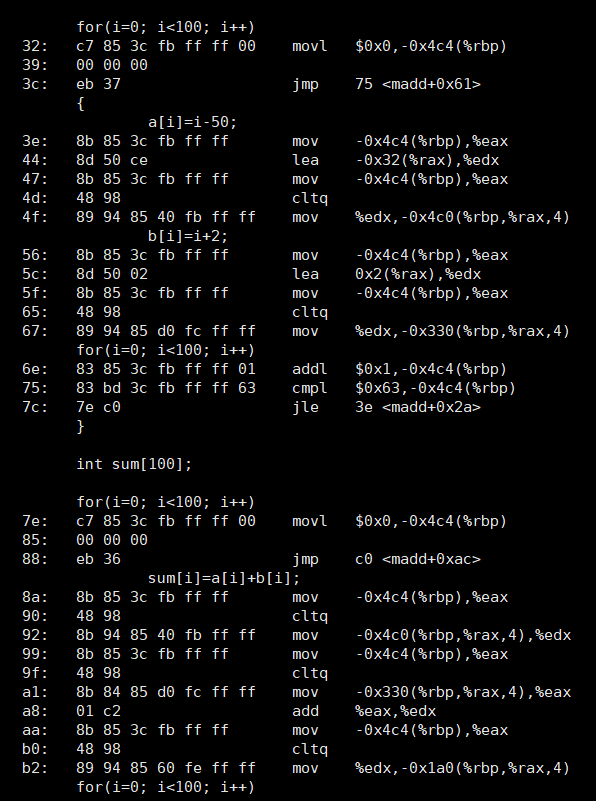 for(i=0; i<100; i++)
32: c7 85 3c fb ff ff 00 movl $0x0,-0x4c4(%rbp)
39: 00 00 00
3c: eb 37 jmp 75 <madd+0x61>
{
a[i]=i-50;
3e: 8b 85 3c fb ff ff mov -0x4c4(%rbp),%eax
44: 8d 50 ce lea -0x32(%rax),%edx
47: 8b 85 3c fb ff ff mov -0x4c4(%rbp),%eax
4d: 48 98 cltq
4f: 89 94 85 40 fb ff ff mov %edx,-0x4c0(%rbp,%rax,4)
b[i]=i+2;
56: 8b 85 3c fb ff ff mov -0x4c4(%rbp),%eax
5c: 8d 50 02 lea 0x2(%rax),%edx
5f: 8b 85 3c fb ff ff mov -0x4c4(%rbp),%eax
65: 48 98 cltq
67: 89 94 85 d0 fc ff ff mov %edx,-0x330(%rbp,%rax,4)
for(i=0; i<100; i++)
6e: 83 85 3c fb ff ff 01 addl $0x1,-0x4c4(%rbp)
75: 83 bd 3c fb ff ff 63 cmpl $0x63,-0x4c4(%rbp)
7c: 7e c0 jle 3e <madd+0x2a>
}
int sum[100];
for(i=0; i<100; i++)
7e: c7 85 3c fb ff ff 00 movl $0x0,-0x4c4(%rbp)
85: 00 00 00
88: eb 36 jmp c0 <madd+0xac>
sum[i]=a[i]+b[i];
8a: 8b 85 3c fb ff ff mov -0x4c4(%rbp),%eax
90: 48 98 cltq
92: 8b 94 85 40 fb ff ff mov -0x4c0(%rbp,%rax,4),%edx
99: 8b 85 3c fb ff ff mov -0x4c4(%rbp),%eax
9f: 48 98 cltq
a1: 8b 84 85 d0 fc ff ff mov -0x330(%rbp,%rax,4),%eax
a8: 01 c2 add %eax,%edx
aa: 8b 85 3c fb ff ff mov -0x4c4(%rbp),%eax
b0: 48 98 cltq
b2: 89 94 85 60 fe ff ff mov %edx,-0x1a0(%rbp,%rax,4)
for(i=0; i<100; i++)